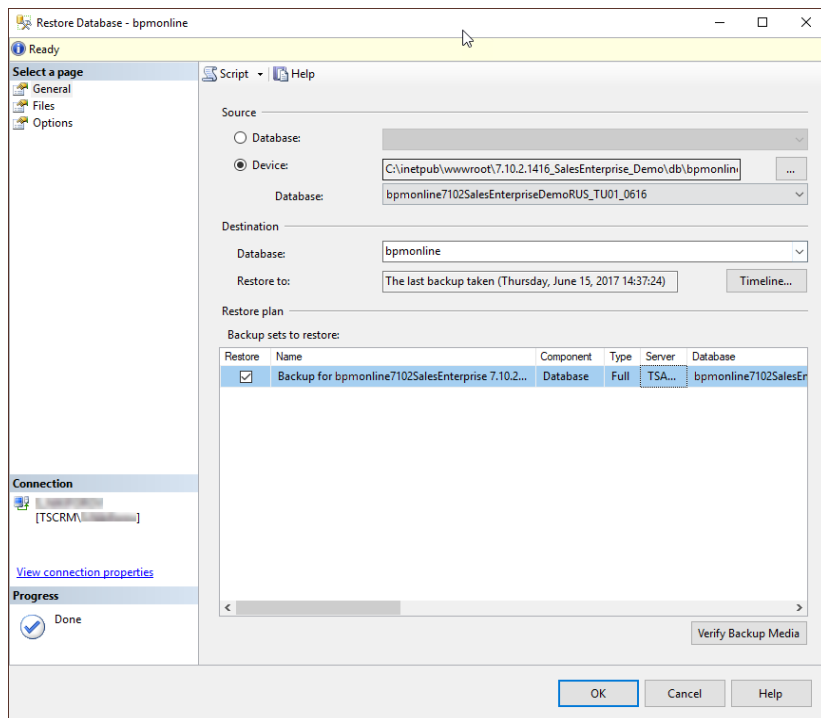 Restore Database - bpmonline
Ready
Select a page
General
Files
Options
Script
Help
Source
Database:
Device:
C:\inetpub\wwwroot\7.10.2.1416_SalesEnterprise_Demo\db\bpmonlin
...
Database:
bpmonline7102SalesEnterpriseDemoRUS_TU01_0616
Destination
Database:
bpmonline
Restore to:
The last backup taken (Thursday, June 15, 2017 14:37:24)
Timeline...
Restore plan
Backup sets to restore:
Restore Name Component Type Server Database
Backup for bpmonline7102SalesEnterprise 7.10.2... Database Full TSA... bpmonline7102SalesEr
Connection
[TSCRM\ ]
View connection properties
Progress
Done
Verify Backup Media
OK Cancel Help